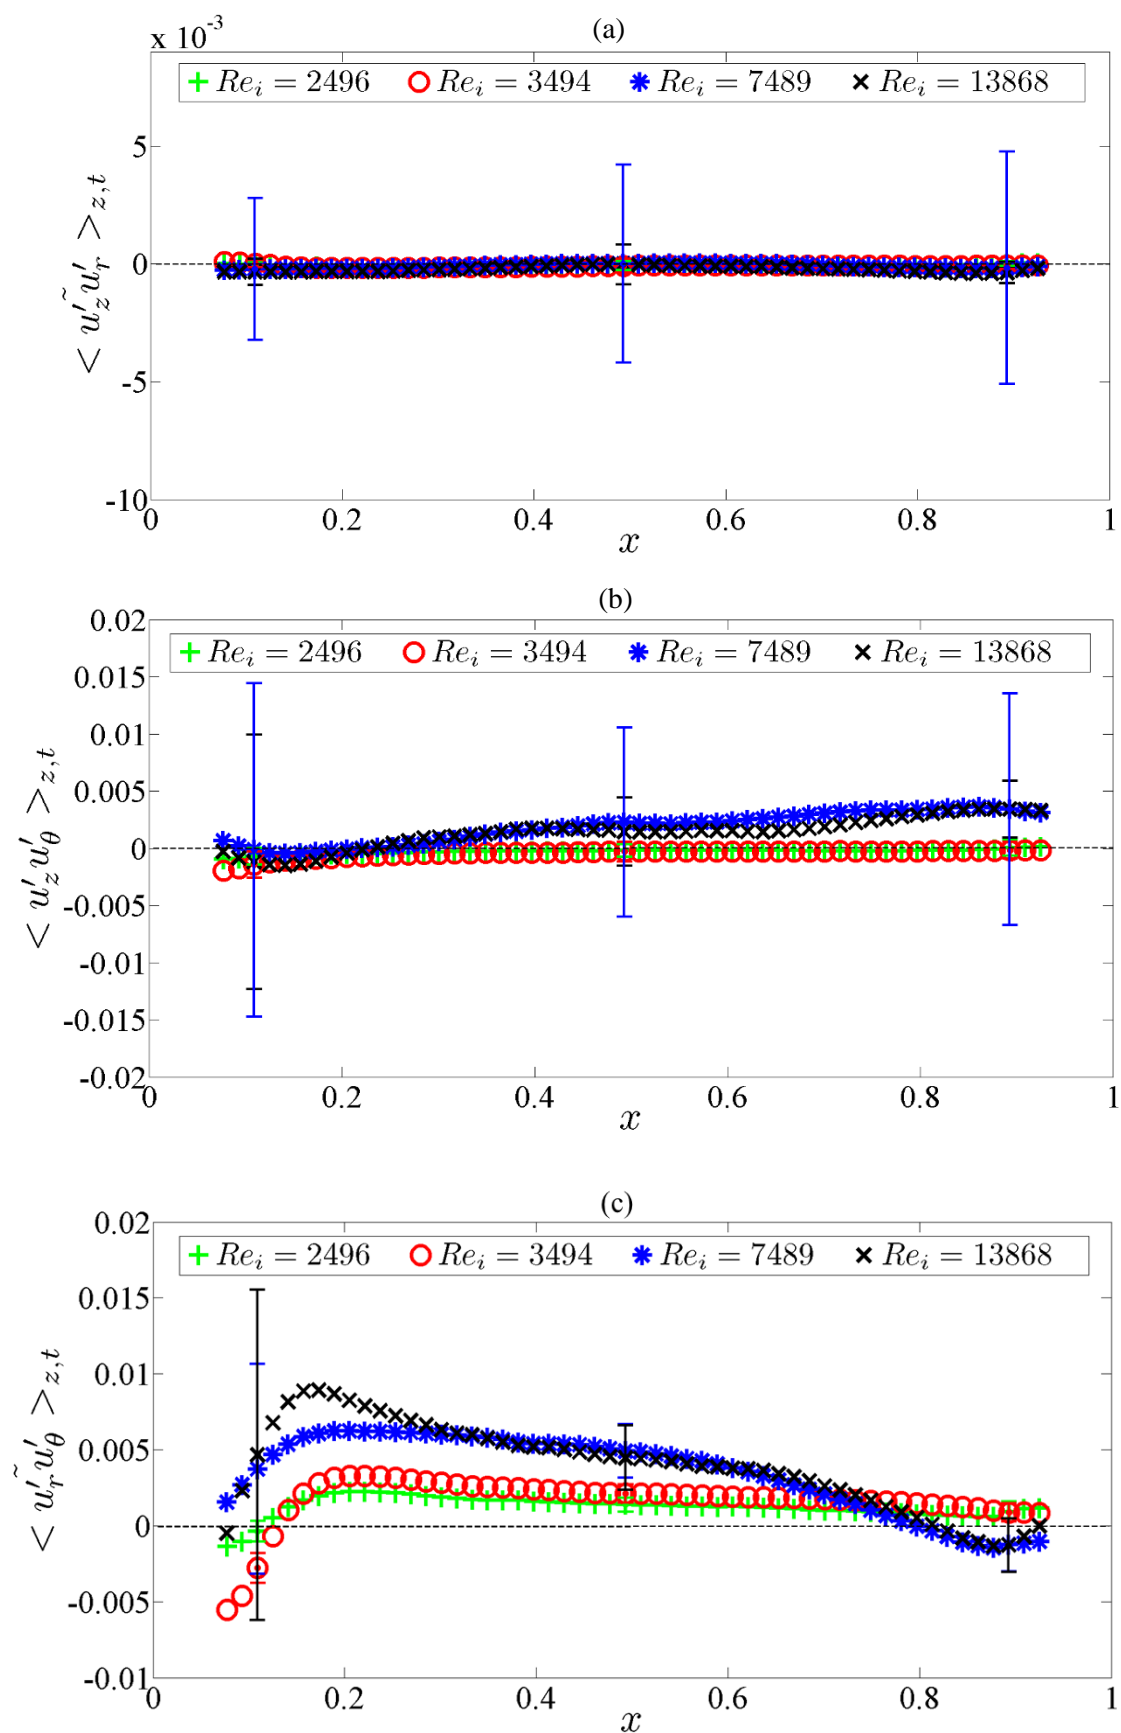 (a)
x 10⁻³
+ Re_i = 2496 ○ Re_i = 3494 * Re_i = 7489 × Re_i = 13868
5
0
-5
-10
< u′_z ũ′_r >_{z,t}
0 0.2 0.4 0.6 0.8 1
x
(b)
0.02
+ Re_i = 2496 ○ Re_i = 3494 * Re_i = 7489 × Re_i = 13868
0.015
0.01
0.005
0
-0.005
-0.01
-0.015
-0.02
< u′_z u′_θ >_{z,t}
0 0.2 0.4 0.6 0.8 1
x
(c)
0.02
+ Re_i = 2496 ○ Re_i = 3494 * Re_i = 7489 × Re_i = 13868
0.015
0.01
0.005
0
-0.005
-0.01
< u′_r ũ′_θ >_{z,t}
0 0.2 0.4 0.6 0.8 1
x